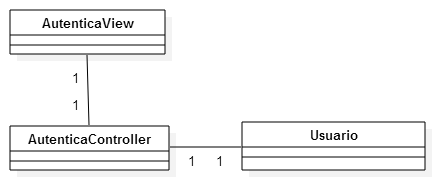 AutenticaView
1
1
AutenticaController
Usuario
1 1